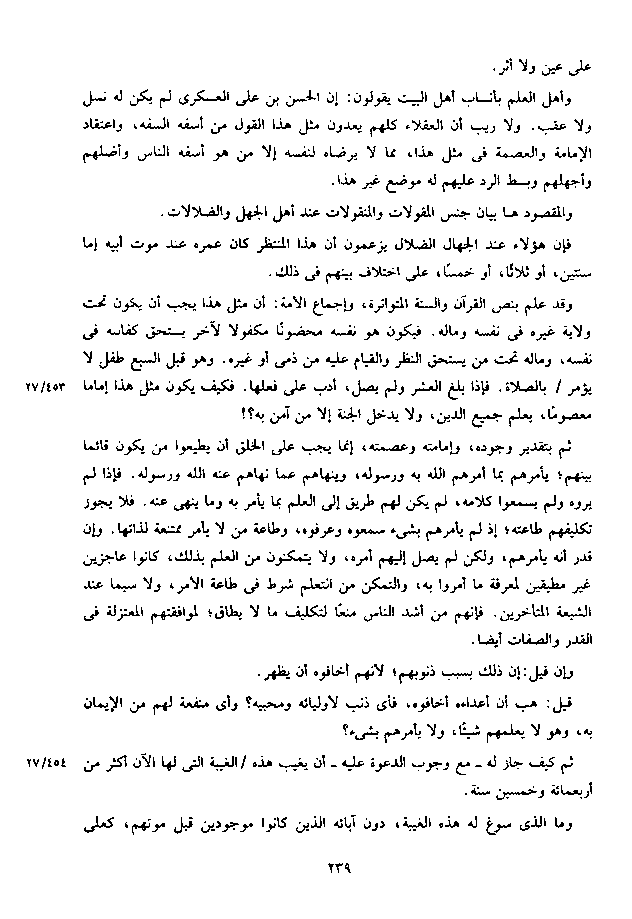 على عين ولا أثر.
وأهل العلم بأنساب أهل البيت يقولون: إن الحسن بن على العسكرى لم يكن له نسل
ولا عقب. ولا ريب أن العقلاء كلهم يعدون مثل هذا القول من أسفه السفه، واعتقاد
الإمامة والعصمة فى مثل هذا، مما لا يرضاه لنفسه إلا من هو أسفه الناس وأضلهم
وأجهلهم وبسط الرد عليهم له موضع غير هذا.
والمقصود هنا بيان جنس المقولات والمنقولات عند أهل الجهل والضلالات.
فإن هؤلاء عند الجهال الضلال يزعمون أن هذا المنتظر كان عمره عند موت أبيه إما
سنتين، أو ثلاثًا، أو خمسًا، على اختلاف بينهم فى ذلك.
وقد علم بنص القرآن والسنة المتواترة، وإجماع الأمة: أن مثل هذا يجب أن يكون تحت
ولاية غيره فى نفسه وماله. فيكون هو نفسه محضونًا مكفولا لآخر يستحق كفالته فى
نفسه، وماله تحت من يستحق النظر والقيام عليه من ذمى أو غيره. وهو قبل السبع طفل لا
يؤمر / بالصلاة. فإذا بلغ العشر ولم يصل، أدب على فعلها. فكيف يكون مثل هذا إماما ٢٧/٤٥٣
معصومًا، يعلم جميع الدين، ولا يدخل الجنة إلا من آمن به؟!
ثم بتقدير وجوده، وإمامته وعصمته، إنما يجب على الخلق أن يطيعوا من يكون قائما
بينهم؛ يأمرهم بما أمرهم الله به ورسوله، وينهاهم عما نهاهم عنه الله ورسوله. فإذا لم
يروه ولم يسمعوا كلامه، لم يكن لهم طريق إلى العلم بما يأمر به وما ينهى عنه. فلا يجوز
تكليفهم طاعته؛ إذ لم يأمرهم بشىء سمعوه وعرفوه، وطاعة من لا يأمر ممتنعة لذاتها. وإن
قدر أنه يأمرهم، ولكن لم يصل إليهم أمره، ولا يتمكنون من العلم بذلك، كانوا عاجزين
غير مطيقين لمعرفة ما أمروا به، والتمكن من التعلم شرط فى طاعة الأمر، ولا سيما عند
الشيعة المتأخرين. فإنهم من أشد الناس منعًا لتكليف ما لا يطاق؛ لموافقتهم المعتزلة فى
القدر والصفات أيضا.
وإن قيل: إن ذلك بسبب ذنوبهم؛ لأنهم أخافوه أن يظهر.
قيل: هب أن أعداءه أخافوه، فأى ذنب لأوليائه ومحبيه؟ وأى منفعة لهم من الإيمان
به، وهو لا يعلمهم شيئًا، ولا يأمرهم بشىء؟
ثم كيف جاز له ــ مع وجوب الدعوة عليه ــ أن يغيب هذه / الغيبة التى لها الآن أكثر من ٢٧/٤٥٤
أربعمائة وخمسين سنة.
وما الذى سوغ له هذه الغيبة، دون آبائه الذين كانوا موجودين قبل موتهم، كعلى
٢٣٩